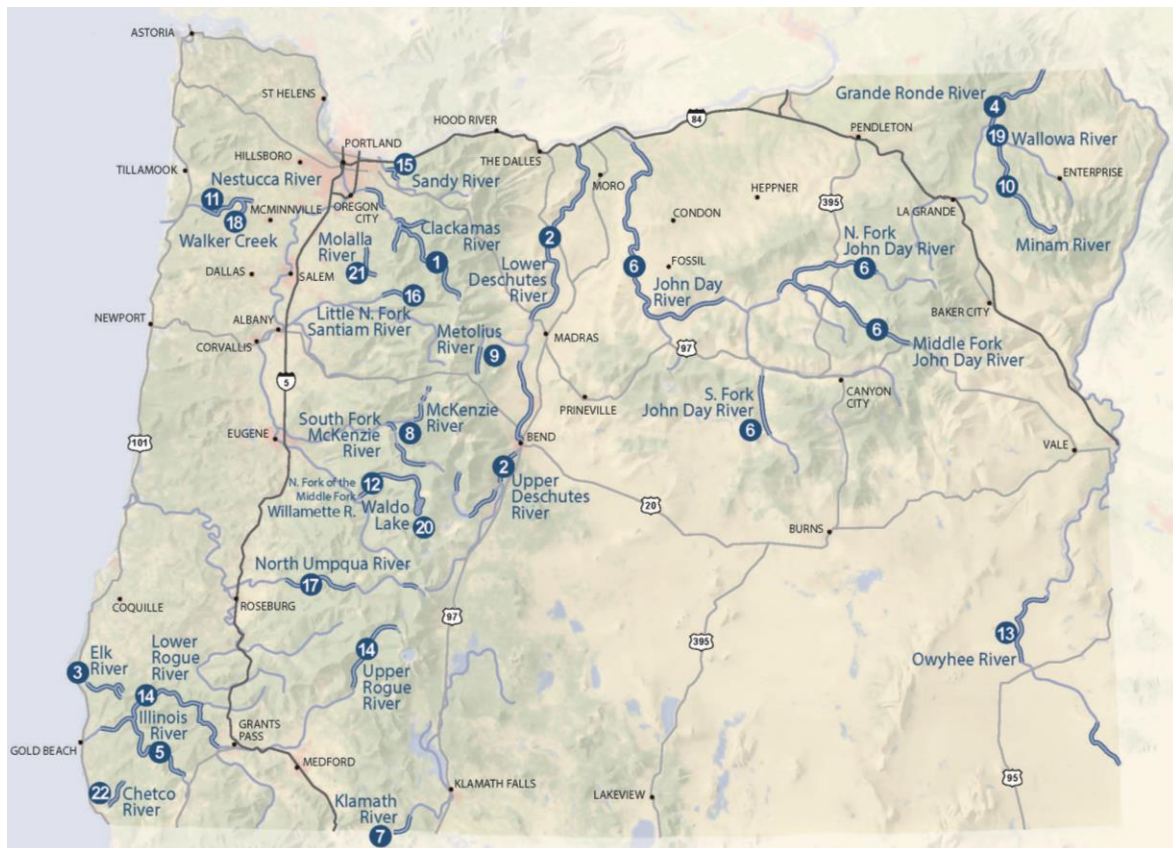 ASTORIA
ST HELENS
HOOD RIVER
84
Grande Ronde River
4
PENDLETON
PORTLAND
THE DALLES
19
Wallowa River
HILLSBORO
15
Sandy River
TILLAMOOK
Nestucca River
11
MORO
HEPPNER
ENTERPRISE
10
395
LA GRANDE
OREGON
CITY
MCMINNVILLE
18
Walker Creek
CONDON
Minam River
Clackamas
River
1
2
Lower
Deschutes
River
N. Fork
John Day River
6
Molalla
River
21
FOSSIL
6
John Day
River
DALLAS
SALEM
16
Little N. Fork
Santiam River
BAKER CITY
NEWPORT
ALBANY
CORVALLIS
Metolius
River
9
MADRAS
97
6
Middle Fork
John Day River
5
CANYON
CITY
S. Fork
John Day River
6
PRINEVILLE
McKenzie
River
South Fork
McKenzie
River
8
101
EUGENE
BEND
VALE
2
Upper
Deschutes
River
N. Fork of the
Middle Fork
Willamette R.
12
Waldo
Lake
20
20
BURNS
North Umpqua River
17
COQUILLE
ROSEBURG
97
13
Owyhee River
395
Lower
Rogue
River
14
Upper
Rogue
River
Elk
River
3
14
Illinois
River
5
GOLD BEACH
GRANTS
PASS
MEDFORD
22
Chetco
River
Klamath
River
7
KLAMATH FALLS
LAKEVIEW
95